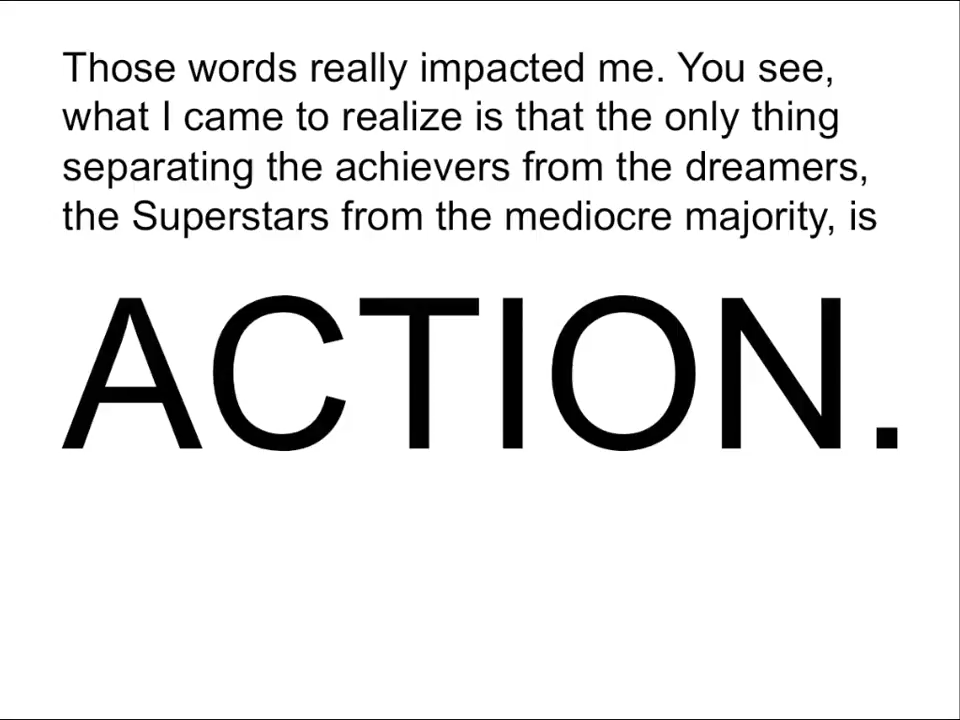 Those words really impacted me. You see,
what I came to realize is that the only thing
separating the achievers from the dreamers,
the Superstars from the mediocre majority, is
ACTION.